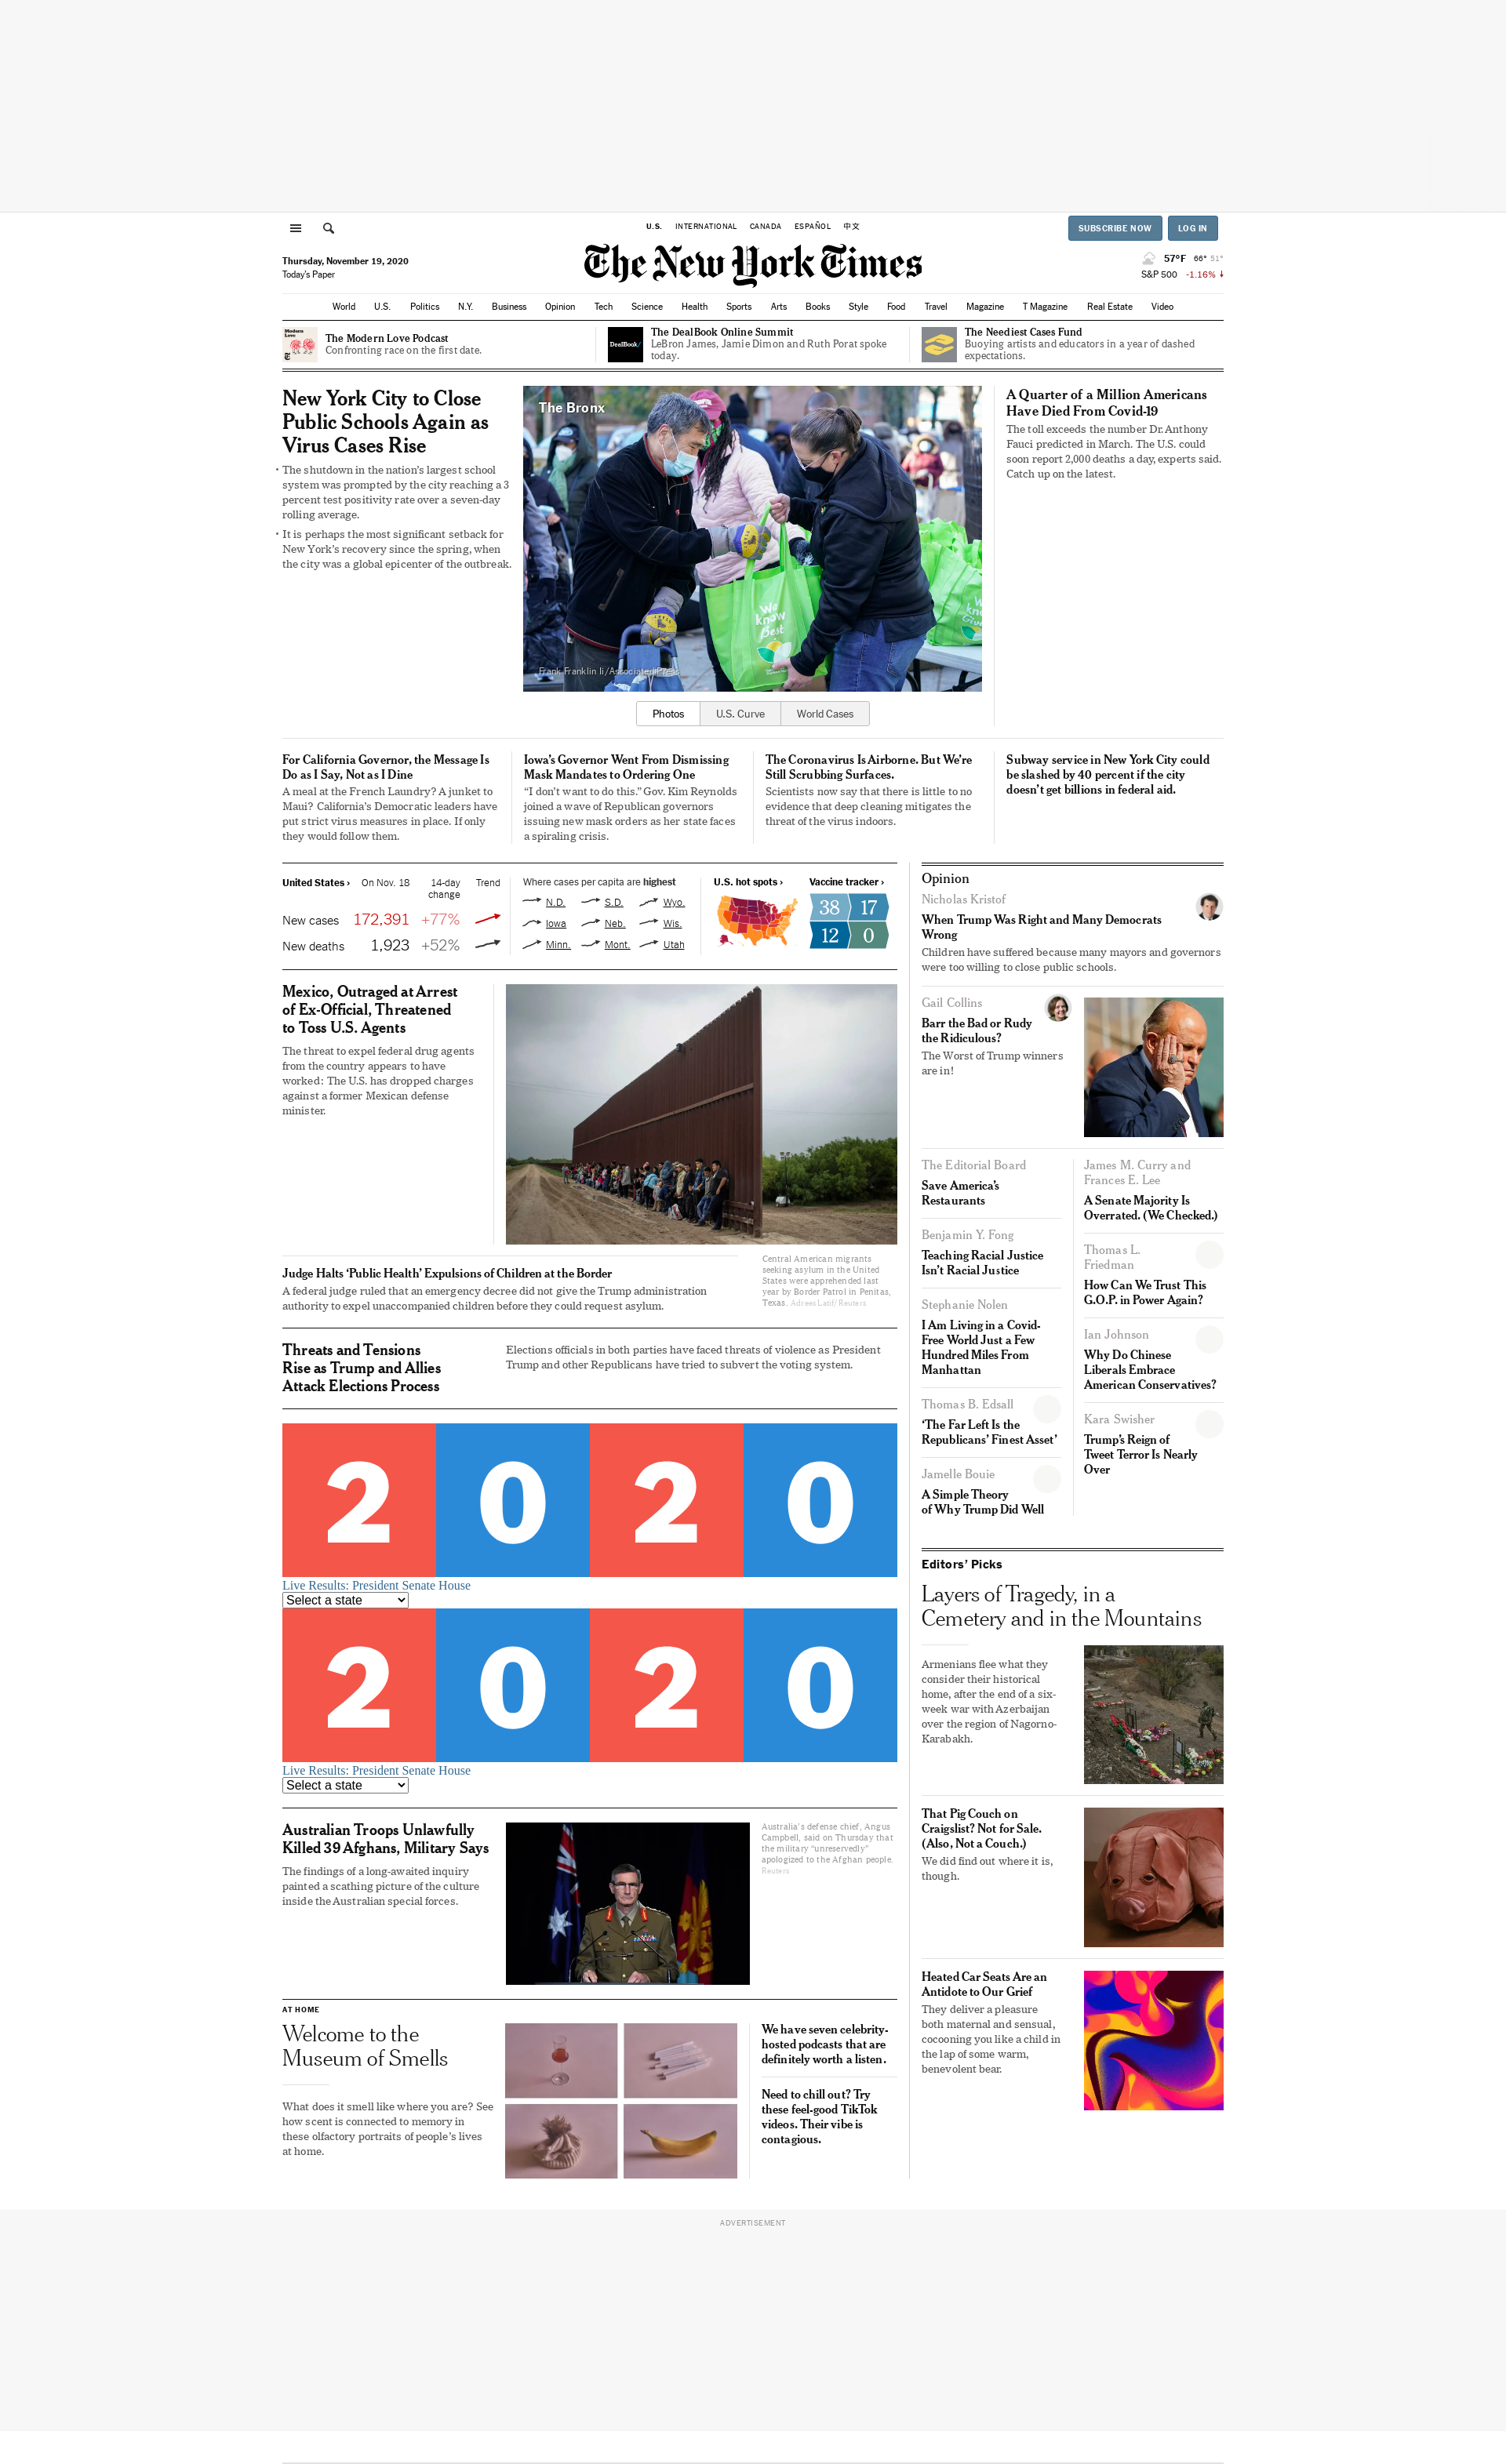 U.S. INTERNATIONAL CANADA ESPAÑOL 中文
SUBSCRIBE NOW LOG IN
Thursday, November 19, 2020
Today's Paper
The New York Times
57°F 66° 51°
S&P 500 -1.16%
World U.S. Politics N.Y. Business Opinion Tech Science Health Sports Arts Books Style Food Travel Magazine T Magazine Real Estate Video
Modern Love
The Modern Love Podcast
Confronting race on the first date.
DealBook/
The DealBook Online Summit
LeBron James, Jamie Dimon and Ruth Porat spoke
today.
The Neediest Cases Fund
Buoying artists and educators in a year of dashed
expectations.
New York City to Close
Public Schools Again as
Virus Cases Rise
• The shutdown in the nation's largest school
system was prompted by the city reaching a 3
percent test positivity rate over a seven-day
rolling average.
• It is perhaps the most significant setback for
New York's recovery since the spring, when
the city was a global epicenter of the outbreak.
The Bronx
We
know
Best
Frank Franklin Ii/Associated Press
Photos U.S. Curve World Cases
A Quarter of a Million Americans
Have Died From Covid-19
The toll exceeds the number Dr. Anthony
Fauci predicted in March. The U.S. could
soon report 2,000 deaths a day, experts said.
Catch up on the latest.
For California Governor, the Message Is
Do as I Say, Not as I Dine
A meal at the French Laundry? A junket to
Maui? California's Democratic leaders have
put strict virus measures in place. If only
they would follow them.
Iowa's Governor Went From Dismissing
Mask Mandates to Ordering One
“I don't want to do this.” Gov. Kim Reynolds
joined a wave of Republican governors
issuing new mask orders as her state faces
a spiraling crisis.
The Coronavirus Is Airborne. But We're
Still Scrubbing Surfaces.
Scientists now say that there is little to no
evidence that deep cleaning mitigates the
threat of the virus indoors.
Subway service in New York City could
be slashed by 40 percent if the city
doesn't get billions in federal aid.
United States › On Nov. 18 14-day
change Trend
New cases 172,391 +77%
New deaths 1,923 +52%
Where cases per capita are highest
N.D. S.D. Wyo.
Iowa Neb. Wis.
Minn. Mont. Utah
U.S. hot spots ›
Vaccine tracker ›
38 17
12 0
Mexico, Outraged at Arrest
of Ex-Official, Threatened
to Toss U.S. Agents
The threat to expel federal drug agents
from the country appears to have
worked: The U.S. has dropped charges
against a former Mexican defense
minister.
Judge Halts ‘Public Health’ Expulsions of Children at the Border
A federal judge ruled that an emergency decree did not give the Trump administration
authority to expel unaccompanied children before they could request asylum.
Central American migrants
seeking asylum in the United
States were apprehended last
year by Border Patrol in Penitas,
Texas. Adrees Latif/Reuters
Threats and Tensions
Rise as Trump and Allies
Attack Elections Process
Elections officials in both parties have faced threats of violence as President
Trump and other Republicans have tried to subvert the voting system.
2020
Live Results: President Senate House
Select a state
2020
Live Results: President Senate House
Select a state
Australian Troops Unlawfully
Killed 39 Afghans, Military Says
The findings of a long-awaited inquiry
painted a scathing picture of the culture
inside the Australian special forces.
Australia's defense chief, Angus
Campbell, said on Thursday that
the military “unreservedly”
apologized to the Afghan people.
Reuters
AT HOME
Welcome to the
Museum of Smells
What does it smell like where you are? See
how scent is connected to memory in
these olfactory portraits of people's lives
at home.
We have seven celebrity-
hosted podcasts that are
definitely worth a listen.
Need to chill out? Try
these feel-good TikTok
videos. Their vibe is
contagious.
Opinion
Nicholas Kristof
When Trump Was Right and Many Democrats
Wrong
Children have suffered because many mayors and governors
were too willing to close public schools.
Gail Collins
Barr the Bad or Rudy
the Ridiculous?
The Worst of Trump winners
are in!
The Editorial Board
Save America's
Restaurants
Benjamin Y. Fong
Teaching Racial Justice
Isn't Racial Justice
Stephanie Nolen
I Am Living in a Covid-
Free World Just a Few
Hundred Miles From
Manhattan
Thomas B. Edsall
‘The Far Left Is the
Republicans’ Finest Asset’
Jamelle Bouie
A Simple Theory
of Why Trump Did Well
James M. Curry and
Frances E. Lee
A Senate Majority Is
Overrated. (We Checked.)
Thomas L.
Friedman
How Can We Trust This
G.O.P. in Power Again?
Ian Johnson
Why Do Chinese
Liberals Embrace
American Conservatives?
Kara Swisher
Trump's Reign of
Tweet Terror Is Nearly
Over
Editors' Picks
Layers of Tragedy, in a
Cemetery and in the Mountains
Armenians flee what they
consider their historical
home, after the end of a six-
week war with Azerbaijan
over the region of Nagorno-
Karabakh.
That Pig Couch on
Craigslist? Not for Sale.
(Also, Not a Couch.)
We did find out where it is,
though.
Heated Car Seats Are an
Antidote to Our Grief
They deliver a pleasure
both maternal and sensual,
cocooning you like a child in
the lap of some warm,
benevolent bear.
ADVERTISEMENT